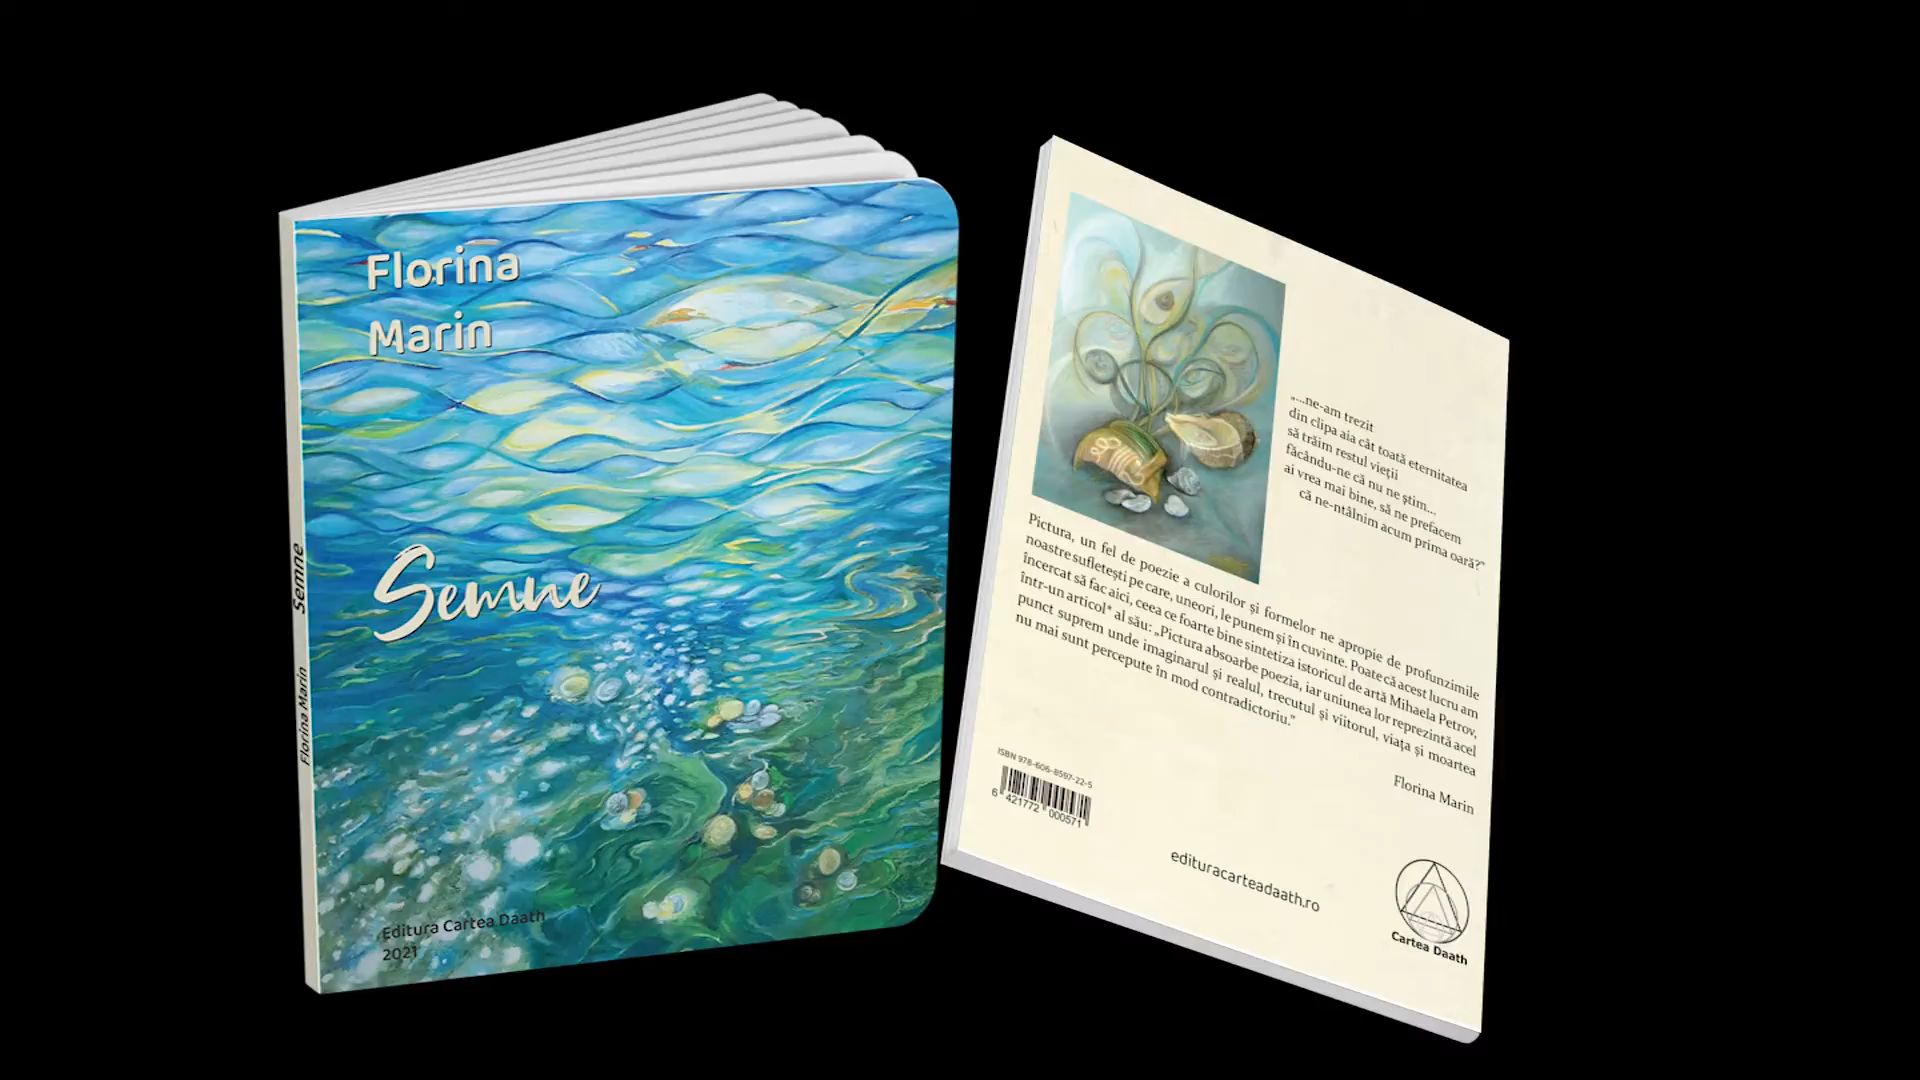 Florina
Marin
Semne
Editura Cartea Daath
2021
Semne
Florina Marin
„...ne-am trezit
din clipa aia cât toată eternitatea
să trăim restul vieții
făcându-ne că nu ne știm...
ai vrea mai bine, să ne prefacem
că ne-ntâlnim acum prima oară?”
Pictura, un fel de poezie a culorilor și formelor ne apropie de profunzimile
noastre sufletești pe care, uneori, le punem și în cuvinte. Poate că acest lucru am
încercat să fac aici, ceea ce foarte bine sintetiza istoricul de artă Mihaela Petrov,
într-un articol* al său: „Pictura absoarbe poezia, iar uniunea lor reprezintă acel
punct suprem unde imaginarul și realul, trecutul și viitorul, viața și moartea
nu mai sunt percepute în mod contradictoriu.”
Florina Marin
ISBN 978-606-8597-22-5
6 421772 000571
edituracarteadaath.ro
Cartea Daath